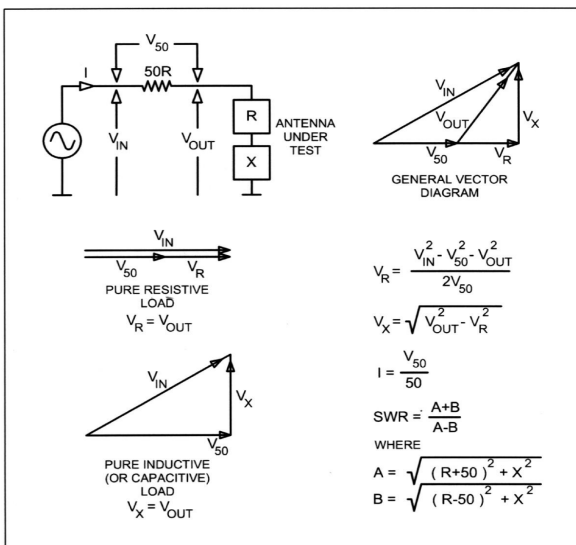 V50
I
50R
VIN
VOUT
R
X
ANTENNA
UNDER
TEST
VIN
VOUT
VX
V50
VR
GENERAL VECTOR
DIAGRAM
VIN
V50
VR
PURE RESISTIVE
LOAD
VR = VOUT
VIN
VX
V50
PURE INDUCTIVE
(OR CAPACITIVE)
LOAD
VX = VOUT
VR = (VIN² - V50² - VOUT²) / 2V50
VX = √(VOUT² - VR²)
I = V50 / 50
SWR = A+B / A-B
WHERE
A = √((R+50)² + X²)
B = √((R-50)² + X²)